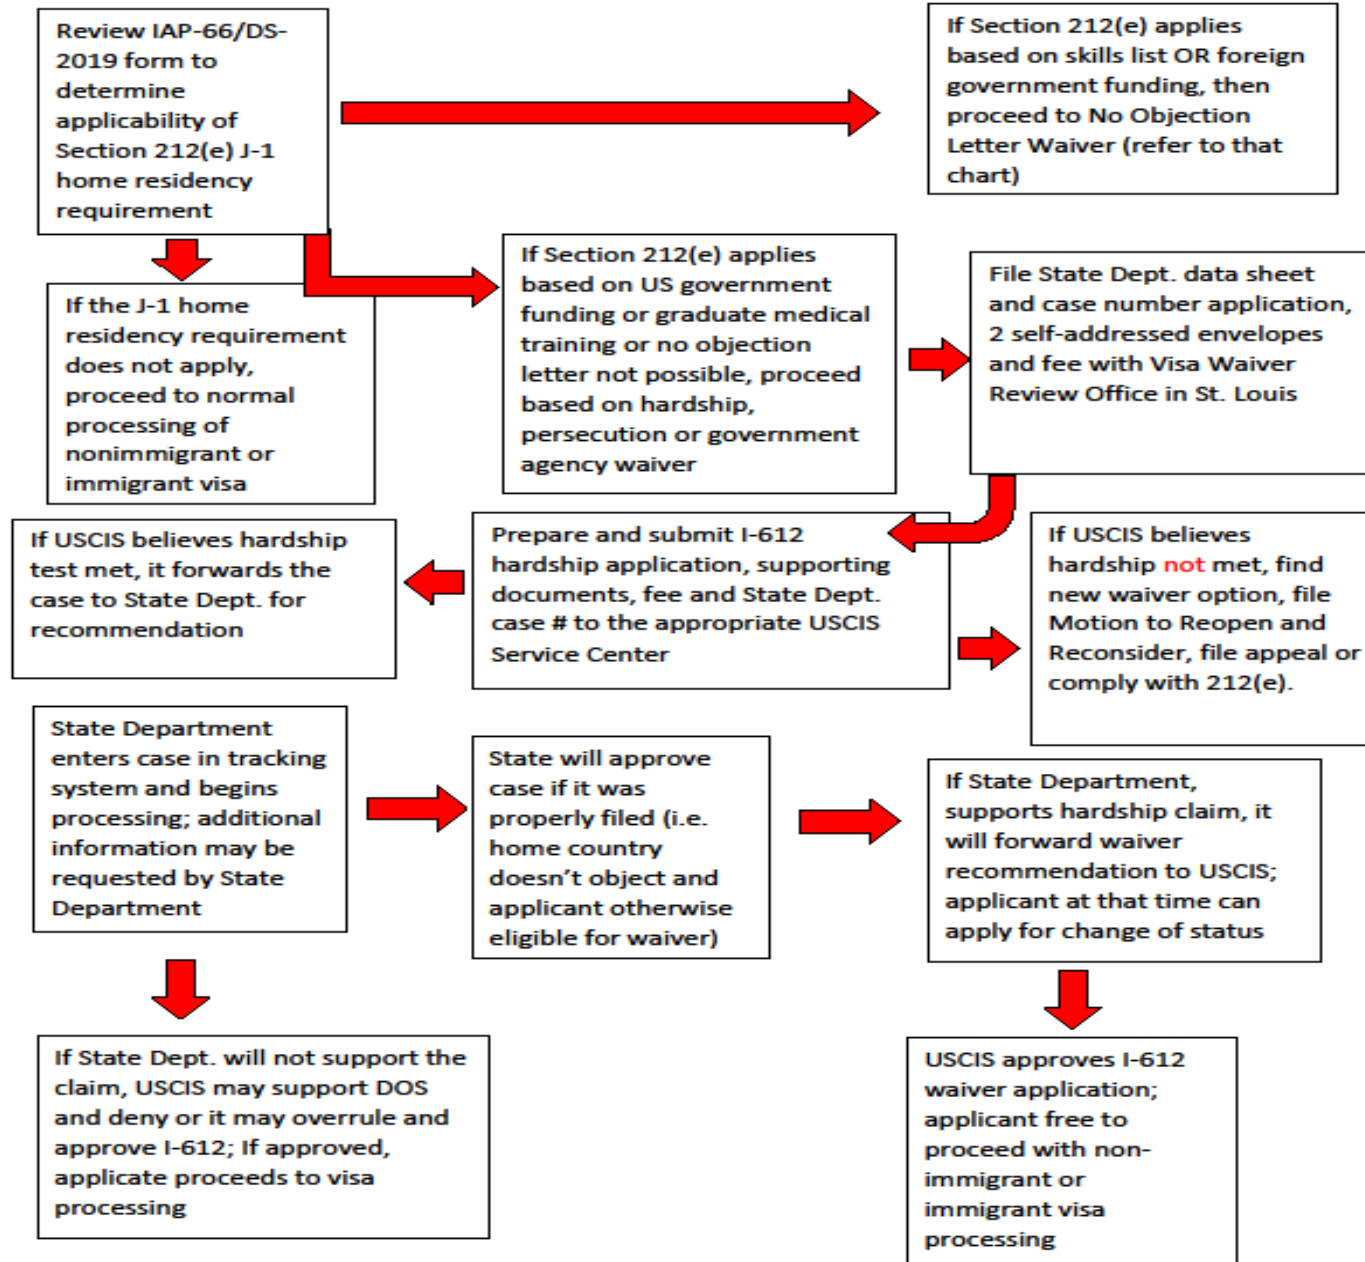 Review IAP-66/DS-
2019 form to
determine
applicability of
Section 212(e) J-1
home residency
requirement
If Section 212(e) applies
based on skills list OR foreign
government funding, then
proceed to No Objection
Letter Waiver (refer to that
chart)
If the J-1 home
residency requirement
does not apply,
proceed to normal
processing of
nonimmigrant or
immigrant visa
If Section 212(e) applies
based on US government
funding or graduate medical
training or no objection
letter not possible, proceed
based on hardship,
persecution or government
agency waiver
File State Dept. data sheet
and case number application,
2 self-addressed envelopes
and fee with Visa Waiver
Review Office in St. Louis
If USCIS believes hardship
test met, it forwards the
case to State Dept. for
recommendation
Prepare and submit I-612
hardship application, supporting
documents, fee and State Dept.
case # to the appropriate USCIS
Service Center
If USCIS believes
hardship not met, find
new waiver option, file
Motion to Reopen and
Reconsider, file appeal or
comply with 212(e).
State Department
enters case in tracking
system and begins
processing; additional
information may be
requested by State
Department
State will approve
case if it was
properly filed (i.e.
home country
doesn't object and
applicant otherwise
eligible for waiver)
If State Department,
supports hardship claim, it
will forward waiver
recommendation to USCIS;
applicant at that time can
apply for change of status
If State Dept. will not support the
claim, USCIS may support DOS
and deny or it may overrule and
approve I-612; If approved,
applicate proceeds to visa
processing
USCIS approves I-612
waiver application;
applicant free to
proceed with non-
immigrant or
immigrant visa
processing